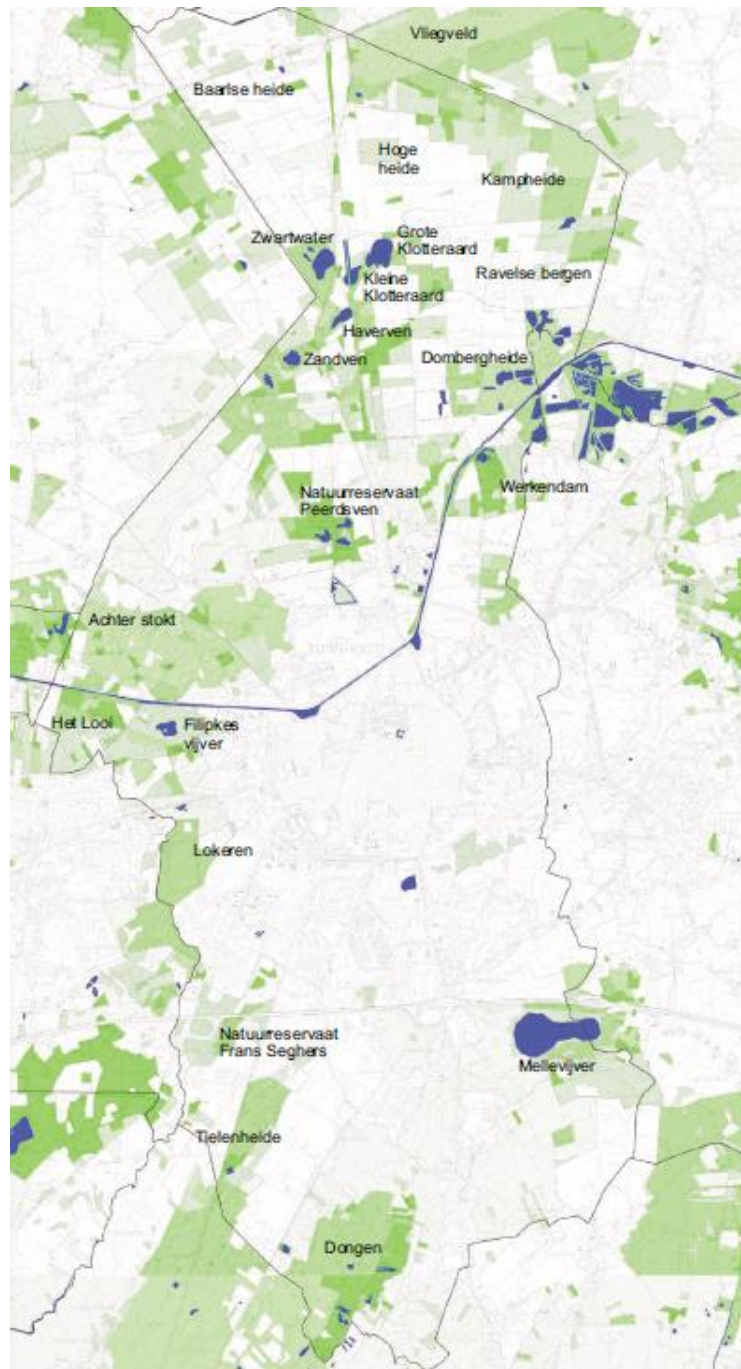 Vliegveld
Baarlse heide
Hoge
heide
Kampheide
Zwartwater
Grote
Klotteraard
Kleine
Klotteraard
Ravelse bergen
Haverven
Zandven
Dombergheide
Natuurreservaat
Peerdsven
Werkendam
Achter stokt
Het Looi
Filipkes
vijver
Lokeren
Natuurreservaat
Frans Seghers
Mellevijver
Tielenheide
Dongen